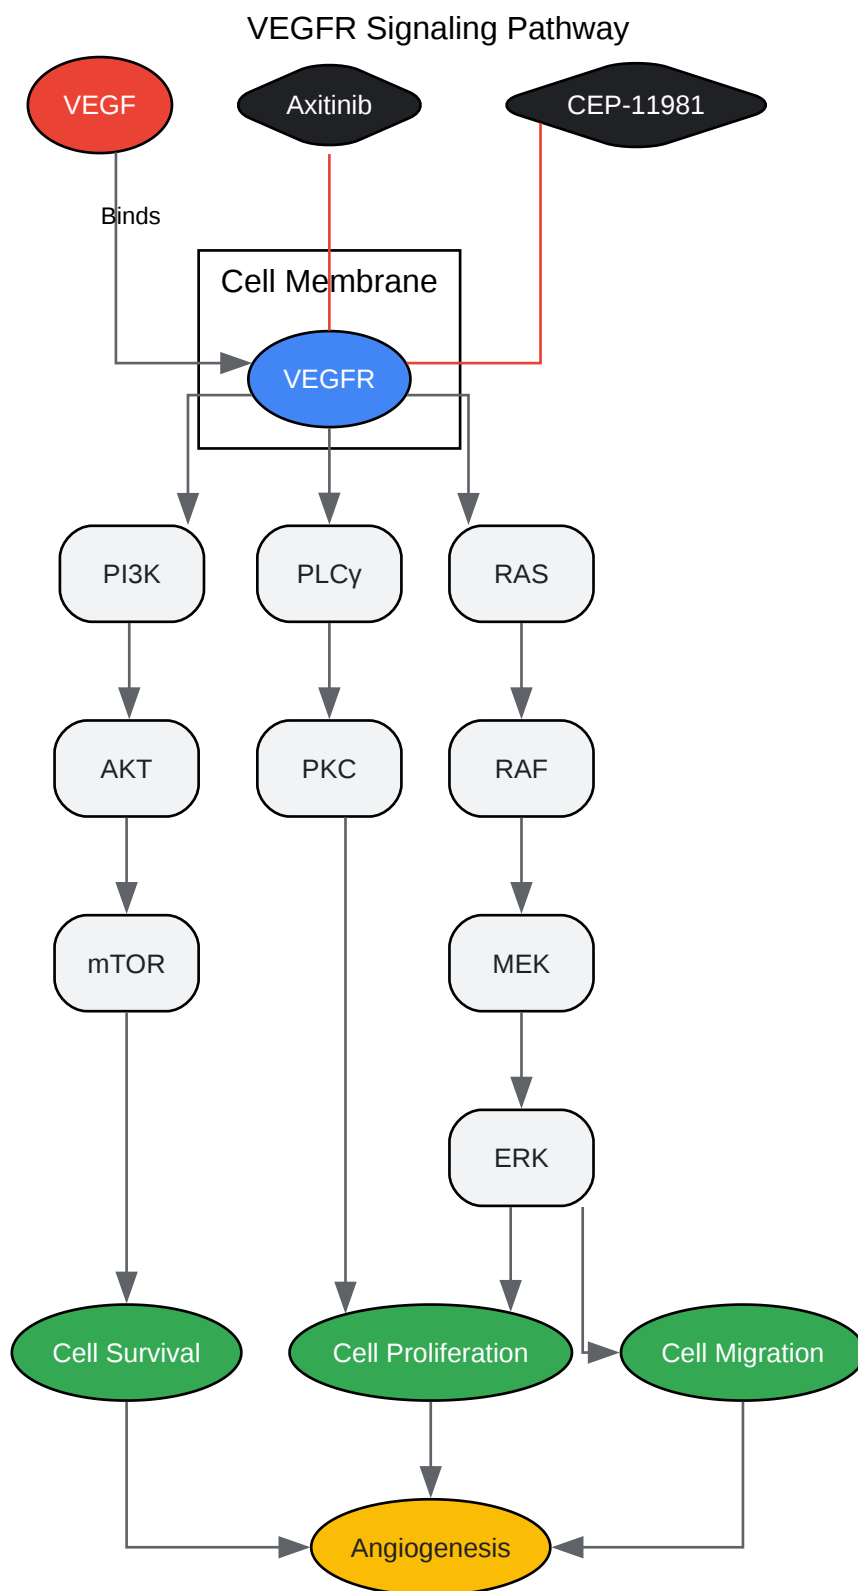 VEGFR Signaling Pathway
VEGF
Axitinib
CEP-11981
Binds
Cell Membrane
VEGFR
PI3K
PLCγ
RAS
AKT
PKC
RAF
mTOR
MEK
ERK
Cell Survival
Cell Proliferation
Cell Migration
Angiogenesis